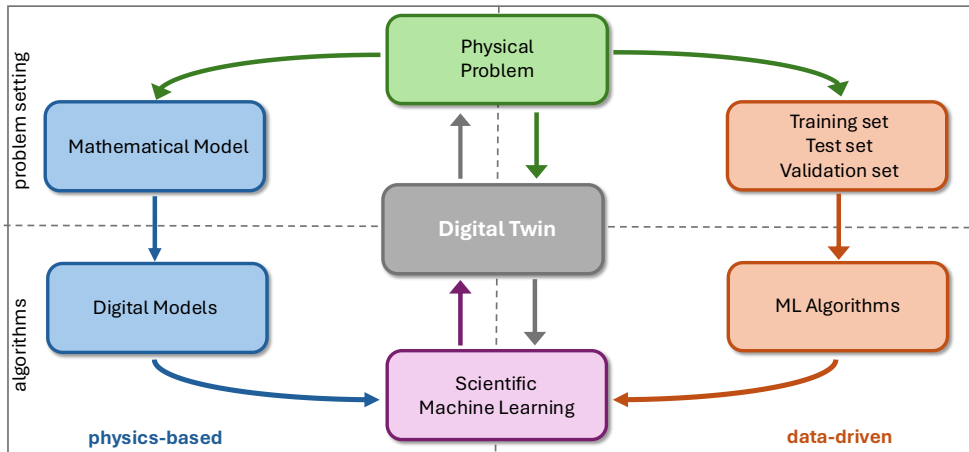 problem setting
Physical
Problem
Mathematical Model
Training set
Test set
Validation set
Digital Twin
algorithms
Digital Models
ML Algorithms
Scientific
Machine Learning
physics-based
data-driven